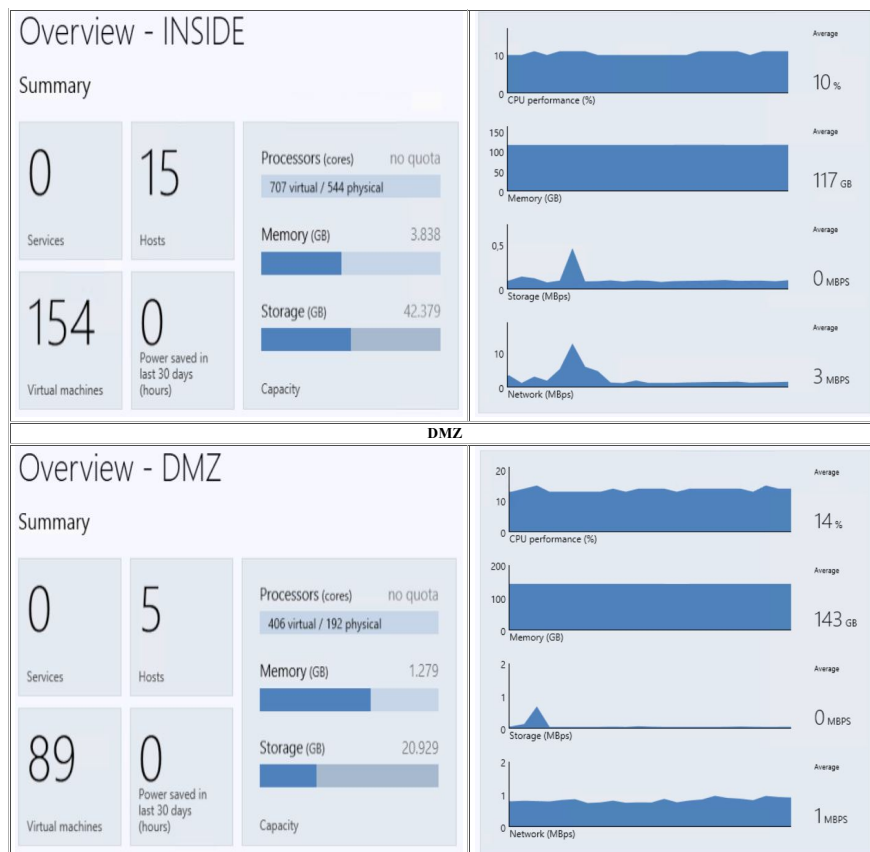 Overview - INSIDE
Summary
0
Services
15
Hosts
154
Virtual machines
0
Power saved in
last 30 days
(hours)
Processors (cores) no quota
707 virtual / 544 physical
Memory (GB) 3.838
Storage (GB) 42.379
Capacity
10
0
CPU performance (%)
Average
10 %
150
100
50
0
Memory (GB)
Average
117 GB
0,5
0
Storage (MBps)
Average
0 MBPS
10
0
Network (MBps)
Average
3 MBPS
DMZ
Overview - DMZ
Summary
0
Services
5
Hosts
89
Virtual machines
0
Power saved in
last 30 days
(hours)
Processors (cores) no quota
406 virtual / 192 physical
Memory (GB) 1.279
Storage (GB) 20.929
Capacity
20
10
0
CPU performance (%)
Average
14 %
200
100
0
Memory (GB)
Average
143 GB
2
1
0
Storage (MBps)
Average
0 MBPS
2
1
0
Network (MBps)
Average
1 MBPS